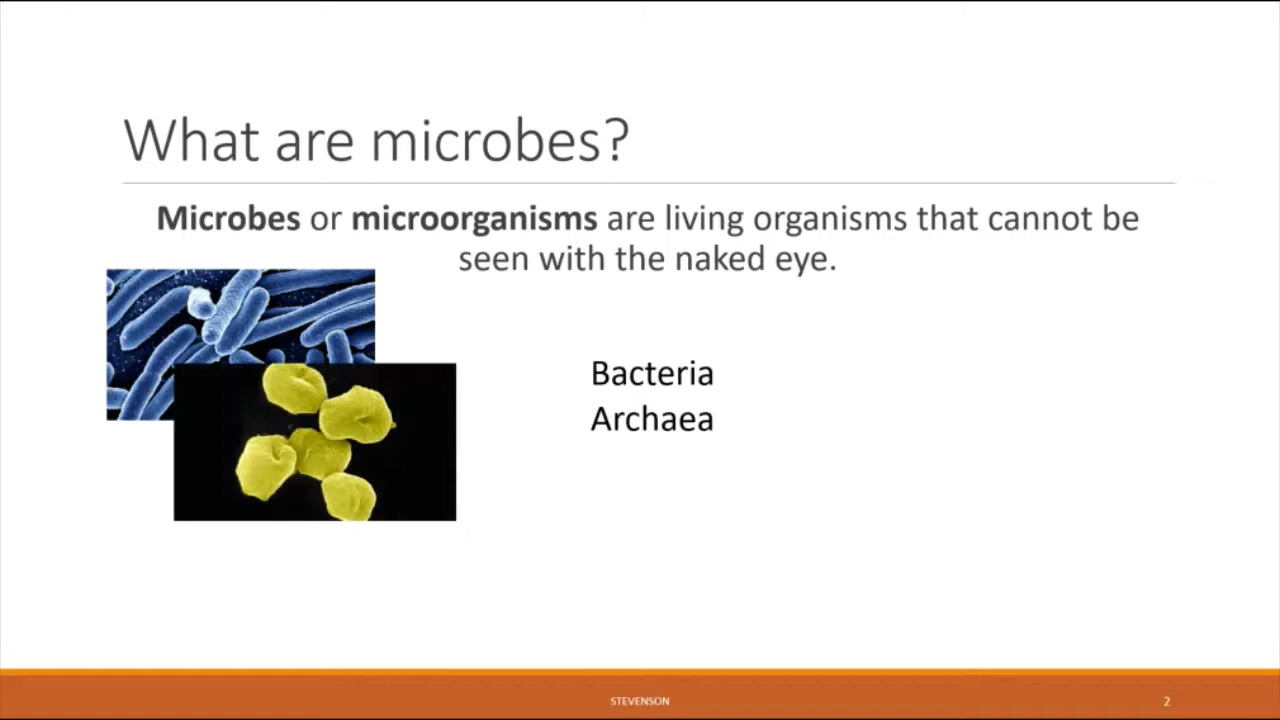 What are microbes?
Microbes or microorganisms are living organisms that cannot be
seen with the naked eye.
Bacteria
Archaea
STEVENSON
2